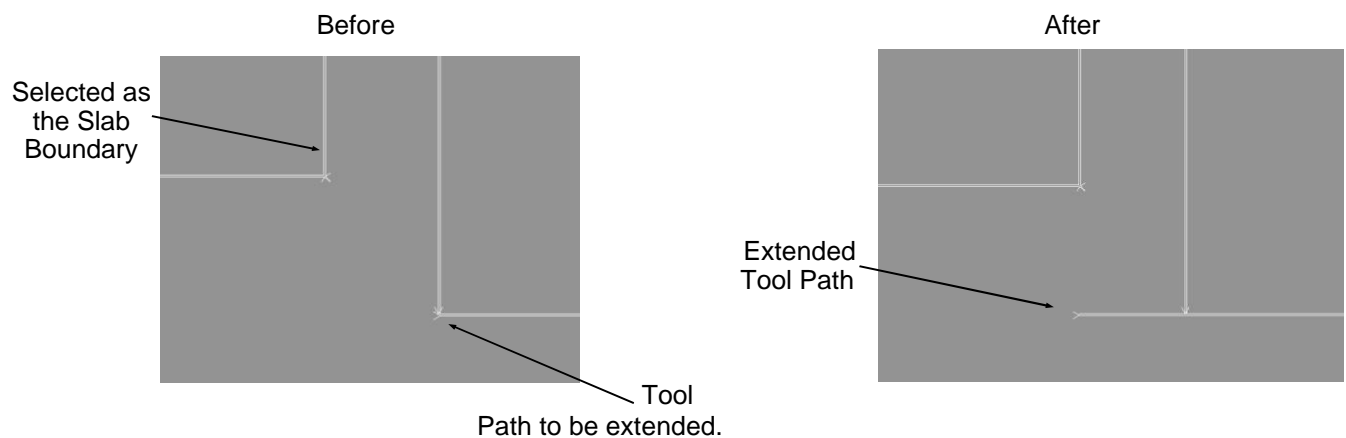 Before
After
Selected as
the Slab
Boundary
Extended
Tool Path
Tool
Path to be extended.